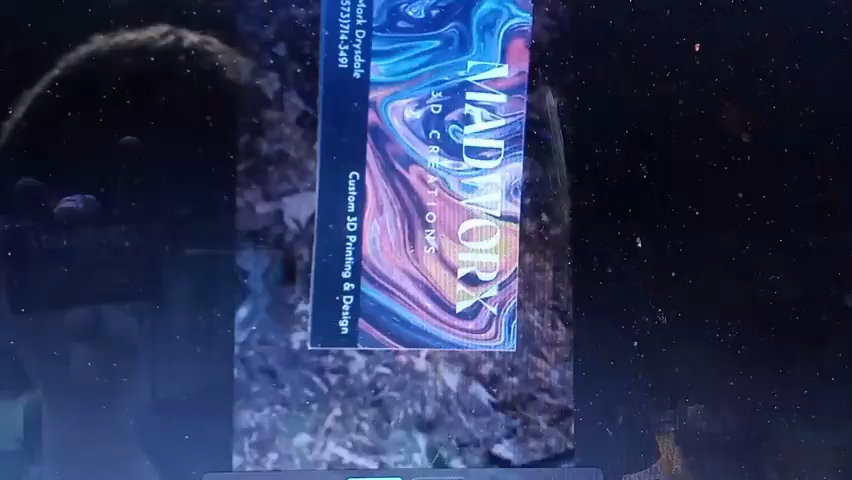 MADWORX
3D CREATIONS
Mark Drysdale
(573)714-3491
Custom 3D Printing & Design